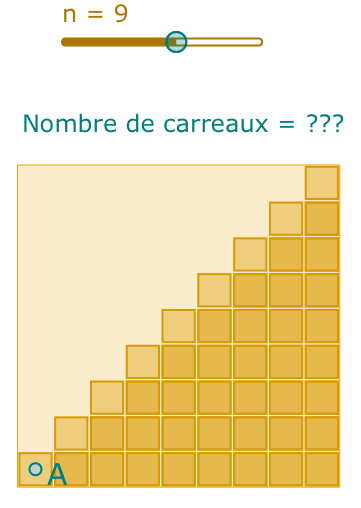 n = 9
Nombre de carreaux = ???
A